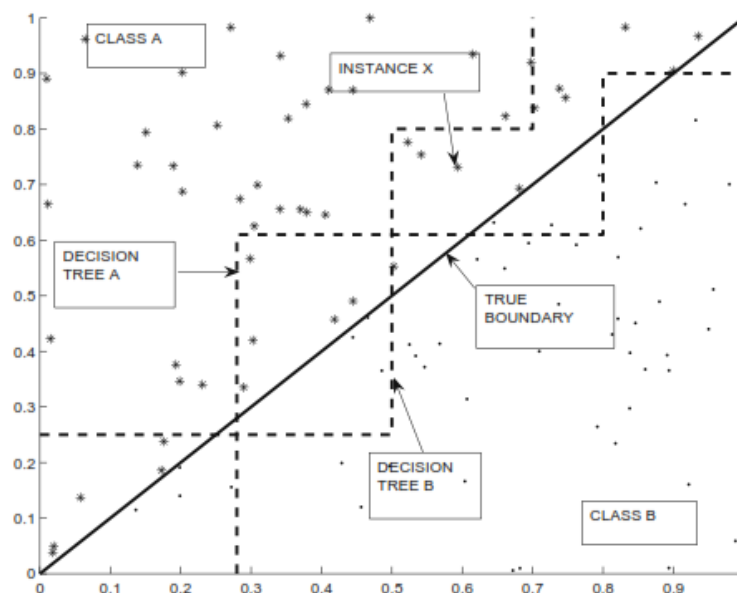 1
CLASS A
INSTANCE X
0.9
0.8
0.7
0.6
DECISION
TREE A
0.5
TRUE
BOUNDARY
0.4
0.3
0.2
DECISION
TREE B
0.1
CLASS B
0
0 0.1 0.2 0.3 0.4 0.5 0.6 0.7 0.8 0.9